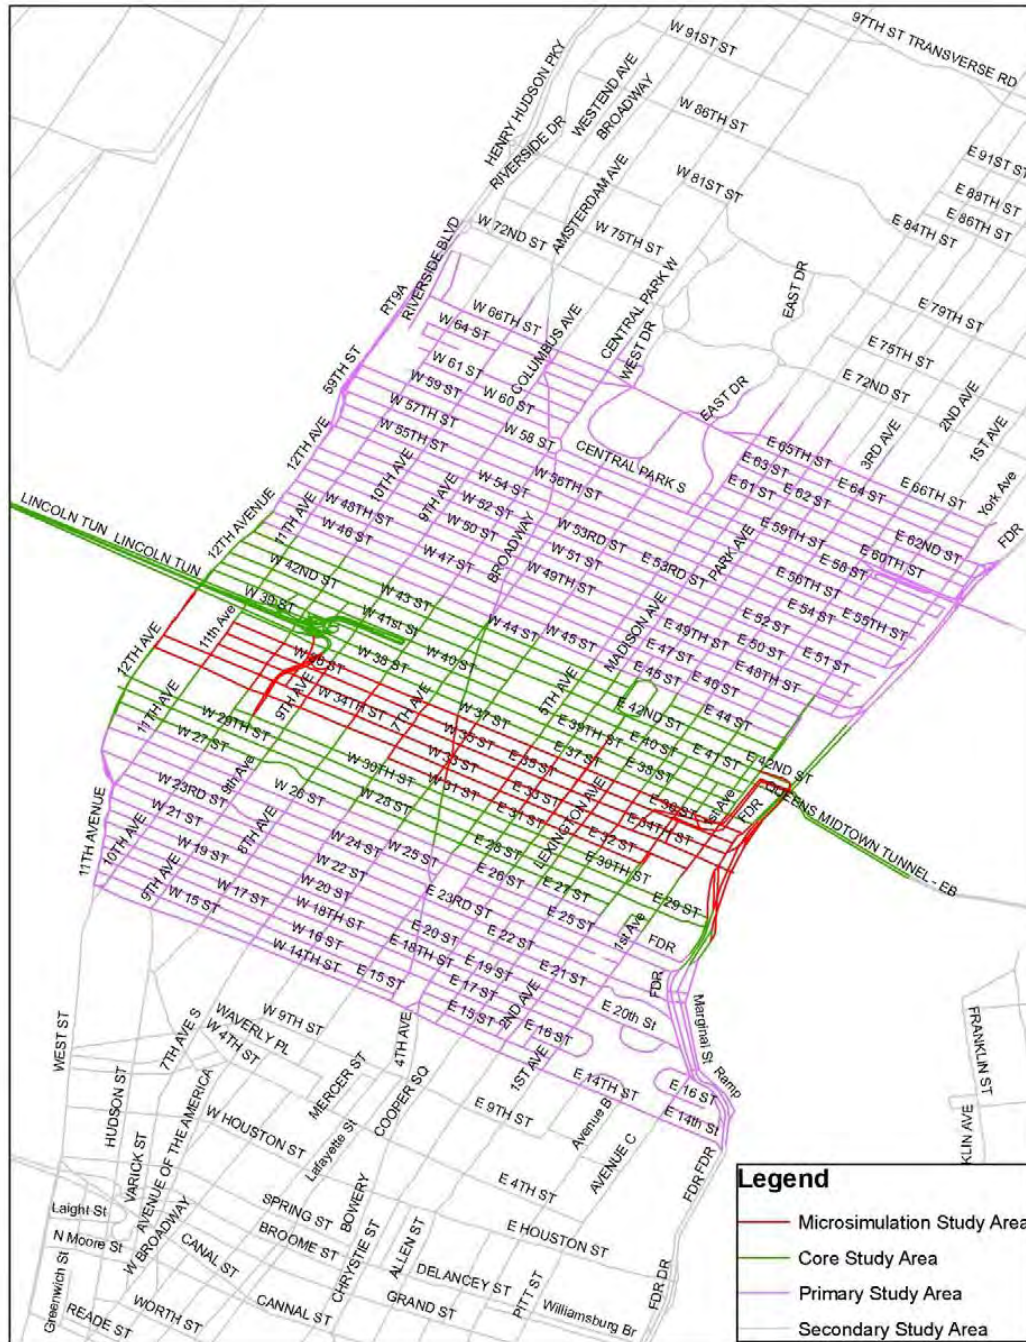 97TH ST TRANSVERSE RD
W 91ST ST
HENRY HUDSON PKY
WESTEND AVE
BROADWAY
W 86TH ST
RIVERSIDE DR
E 91ST ST
E 88TH ST
E 86TH ST
E 84TH ST
W 81ST ST
AMSTERDAM AVE
W 75TH ST
W 72ND ST
RIVERSIDE BLVD
RT9A
CENTRAL PARK W
EAST DR
E 79TH ST
W 66TH ST
W 64 ST
COLUMBUS AVE
WEST DR
E 75TH ST
E 72ND ST
2ND AVE
1ST AVE
59TH ST
W 61 ST
W 60 ST
W 59 ST
EAST DR
3RD AVE
W 57TH ST
W 58 ST
W 55TH ST
CENTRAL PARK S
E 65TH ST
E 63 ST
E 64 ST
E 66TH ST
York Ave
12TH AVE
10TH AVE
W 54 ST
W 56TH ST
E 61 ST
E 62 ST
FDR
11TH AVE
9TH AVE
W 52 ST
PARK AVE
E 59TH ST
E 62ND ST
E 60TH ST
LINCOLN TUN
LINCOLN TUN
12TH AVENUE
W 48TH ST
W 46 ST
W 50 ST
BROADWAY
W 53RD ST
E 53RD ST
E 58 ST
W 47 ST
W 51 ST
W 49TH ST
E 56TH ST
E 54 ST
E 55TH ST
W 42ND ST
W 43 ST
W 44 ST
W 45 ST
MADISON AVE
E 52 ST
E 50 ST
E 51 ST
W 39 ST
W 41st St
E 49TH ST
E 47 ST
E 48TH ST
E 46 ST
E 45 ST
11th Ave
12TH AVE
W 38 ST
W 40 ST
5TH AVE
E 42ND ST
E 44 ST
9TH AVE
W 34TH ST
7TH AVE
W 37 ST
E 39TH ST
E 40 ST
E 41 ST
E 42ND ST
11TH AVE
W 29TH ST
W 35 ST
E 35 ST
E 37 ST
E 38 ST
1st Ave
FDR
QUEENS MIDTOWN TUNNEL - EB
W 27 ST
W 33 ST
E 33 ST
LEXINGTON AVE
E 36 ST
E 34TH ST
W 30TH ST
W 31 ST
E 31 ST
E 32 ST
9th Ave
W 28 ST
E 28 ST
E 30TH ST
W 23RD ST
W 26 ST
8TH AVE
E 27 ST
E 29 ST
11TH AVENUE
10TH AVE
W 21 ST
W 24 ST
W 25 ST
E 26 ST
E 25 ST
1st Ave
FDR
W 19 ST
W 22 ST
E 23RD ST
9TH AVE
W 17 ST
W 20 ST
E 22 ST
E 21 ST
W 15 ST
W 18TH ST
E 20 ST
E 19 ST
FDR
W 16 ST
E 18TH ST
E 17 ST
2ND AVE
E 20th St
Marginal St
Ramp
W 14TH ST
E 15 ST
E 15 ST
E 16 ST
WEST ST
7TH AVE S
WAVERLY PL
W 9TH ST
W 4TH ST
4TH AVE
1ST AVE
E 14TH ST
E 16 ST
E 14th St
HUDSON ST
MERCER ST
COOPER SQ
E 9TH ST
Avenue B
AVENUE C
FRANKLIN ST
VARICK ST
AVENUE OF THE AMERICA
W HOUSTON ST
Lafayette St
E 4TH ST
FDR
FDR
Laight St
W BROADWAY
SPRING ST
BOWERY
E HOUSTON ST
N Moore St
CANAL ST
BROOME ST
CHRYSTIE ST
ALLEN ST
DELANCEY ST
PITT ST
FDR DR
Greenwich St
WORTH ST
CANNAL ST
GRAND ST
Williamsburg Br
READE ST
Legend
Microsimulation Study Area
Core Study Area
Primary Study Area
Secondary Study Area